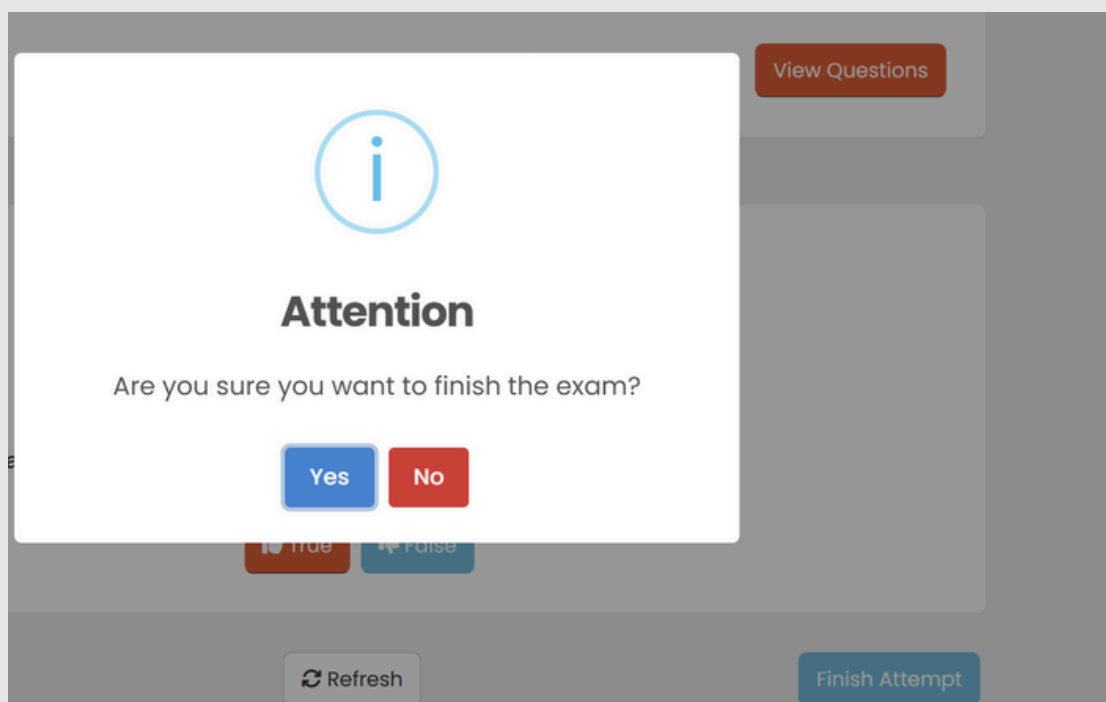 View Questions
Attention
Are you sure you want to finish the exam?
Yes No
True False
Refresh Finish Attempt